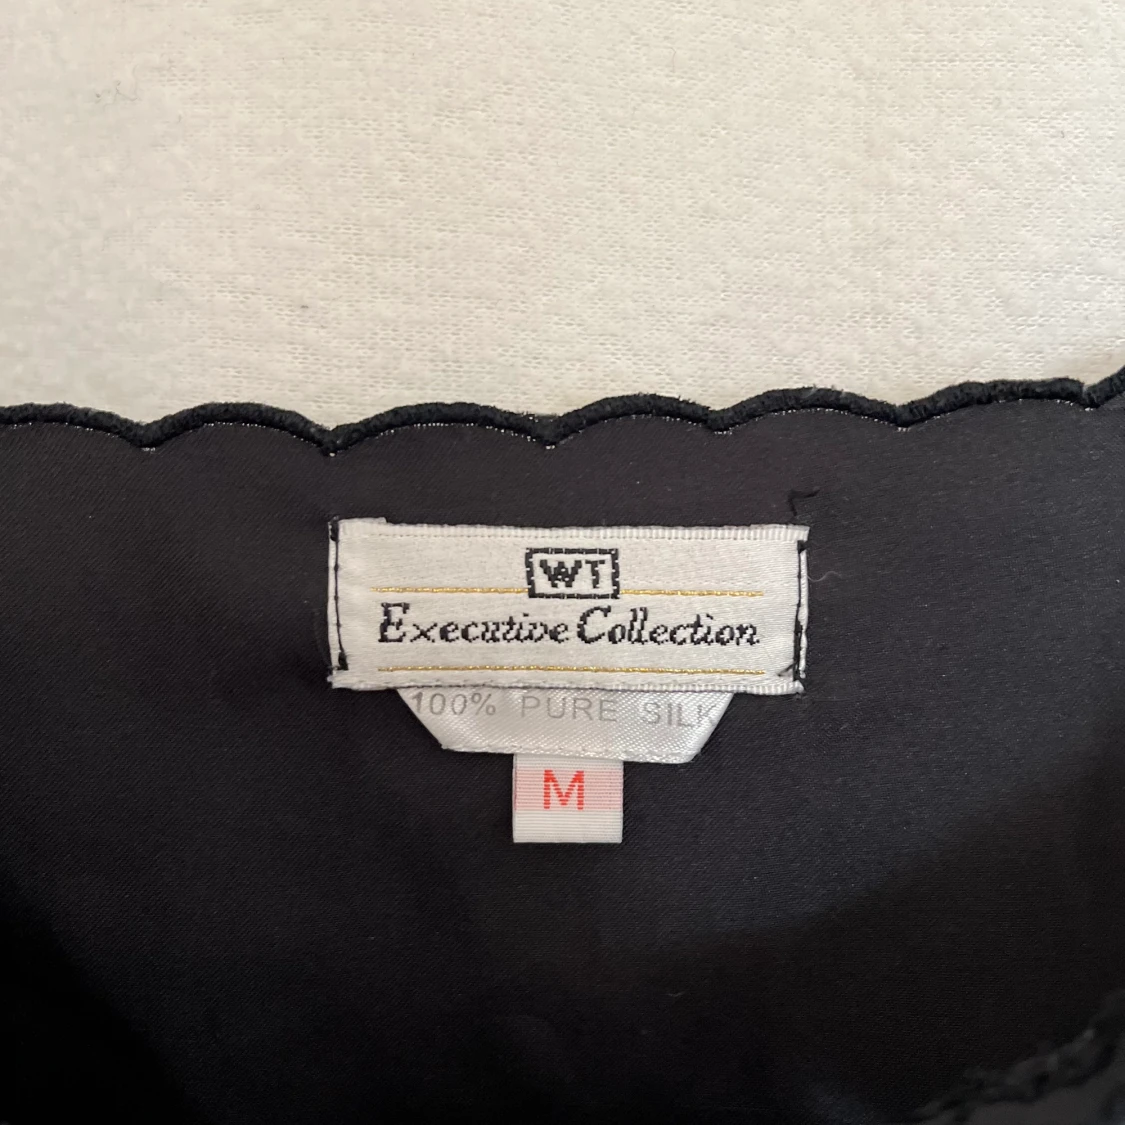 WT
Executive Collection
100% PURE SILK
M